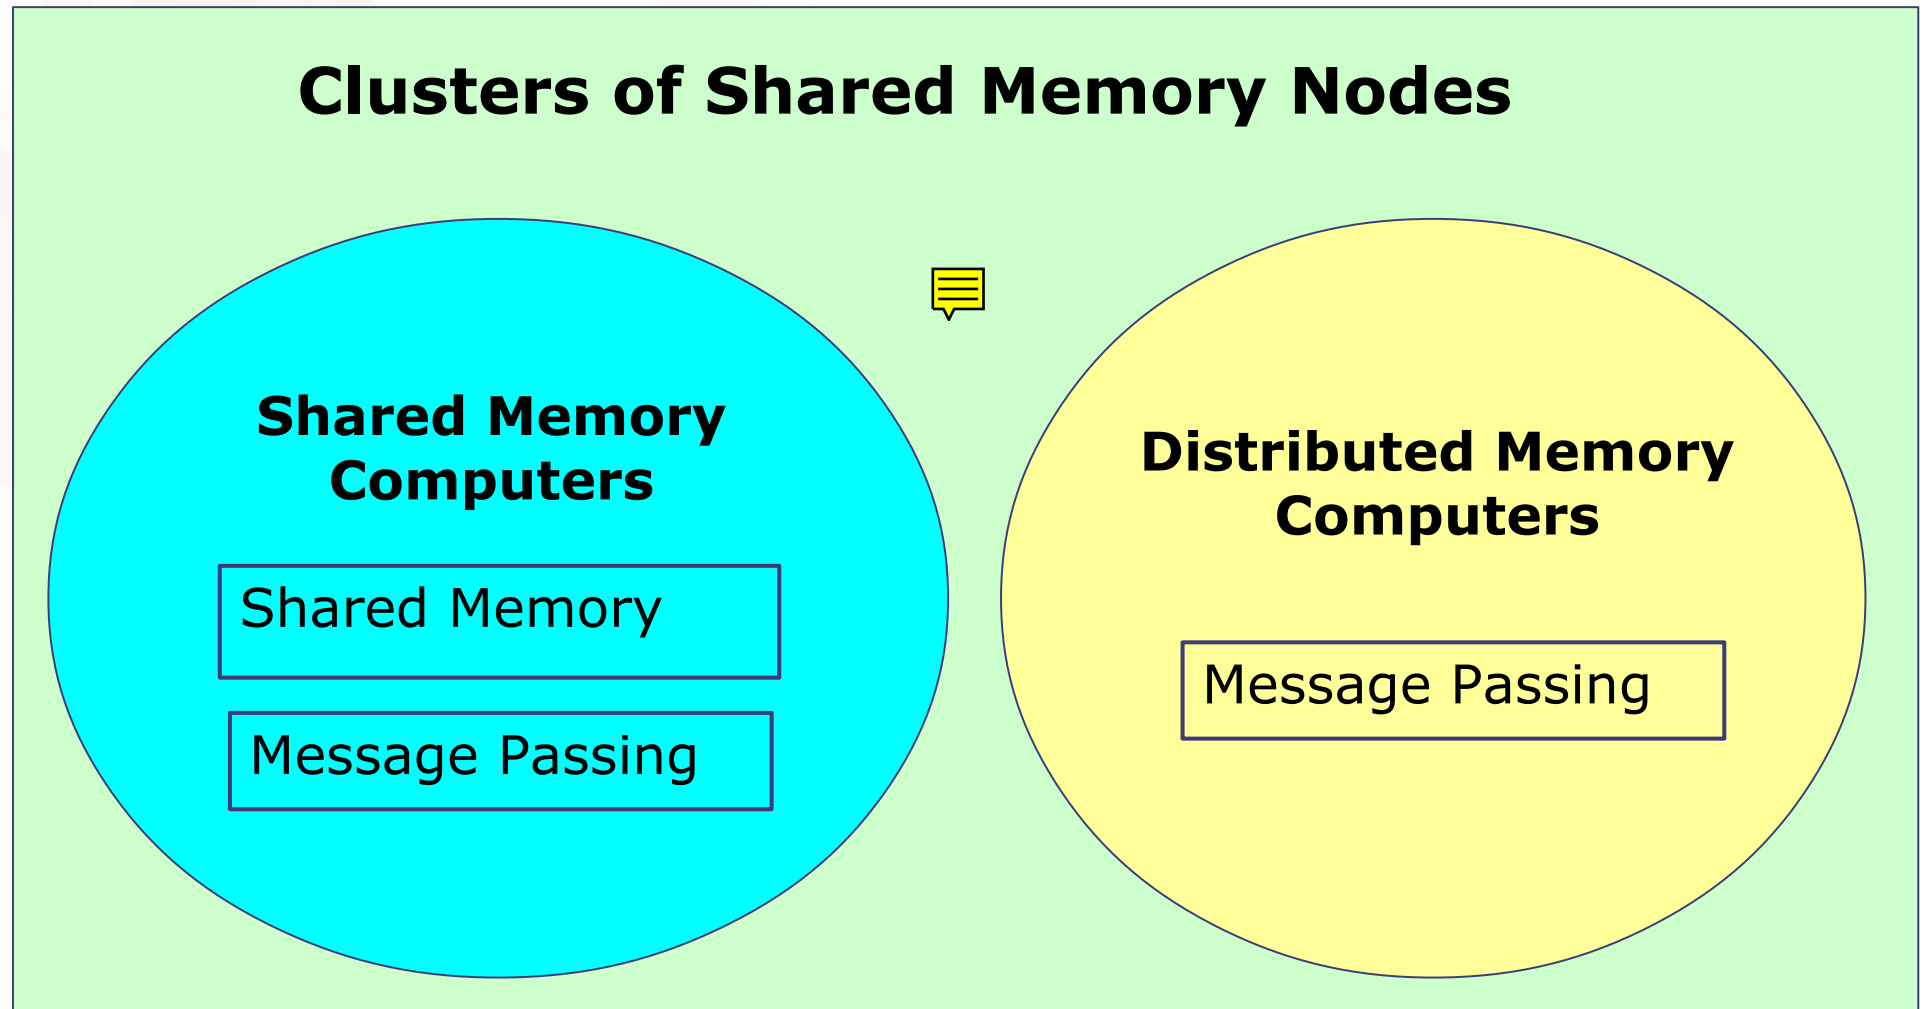 Clusters of Shared Memory Nodes
Shared Memory
Computers
Shared Memory
Message Passing
Distributed Memory
Computers
Message Passing